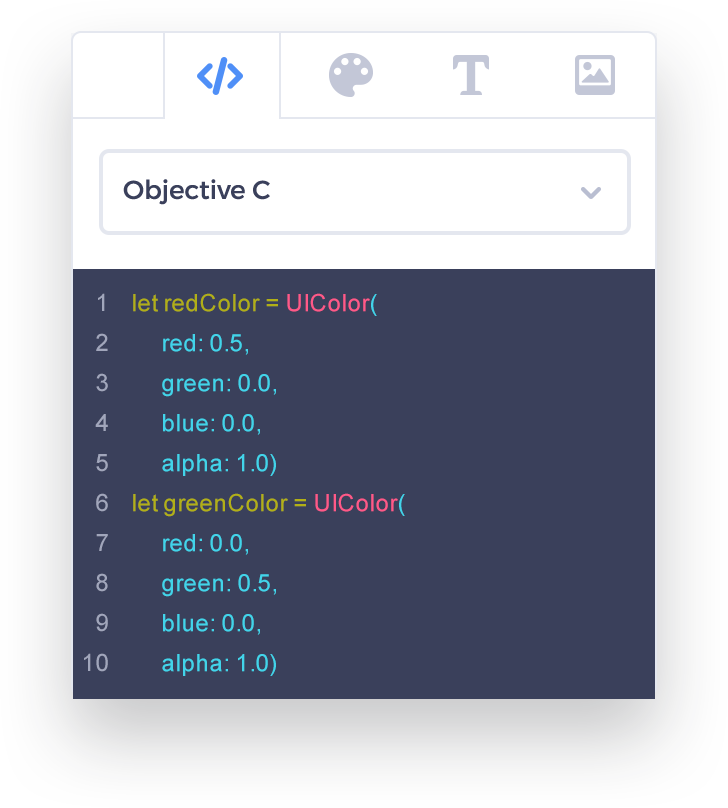 Objective C
1 let redColor = UIColor(
2 red: 0.5,
3 green: 0.0,
4 blue: 0.0,
5 alpha: 1.0)
6 let greenColor = UIColor(
7 red: 0.0,
8 green: 0.5,
9 blue: 0.0,
10 alpha: 1.0)